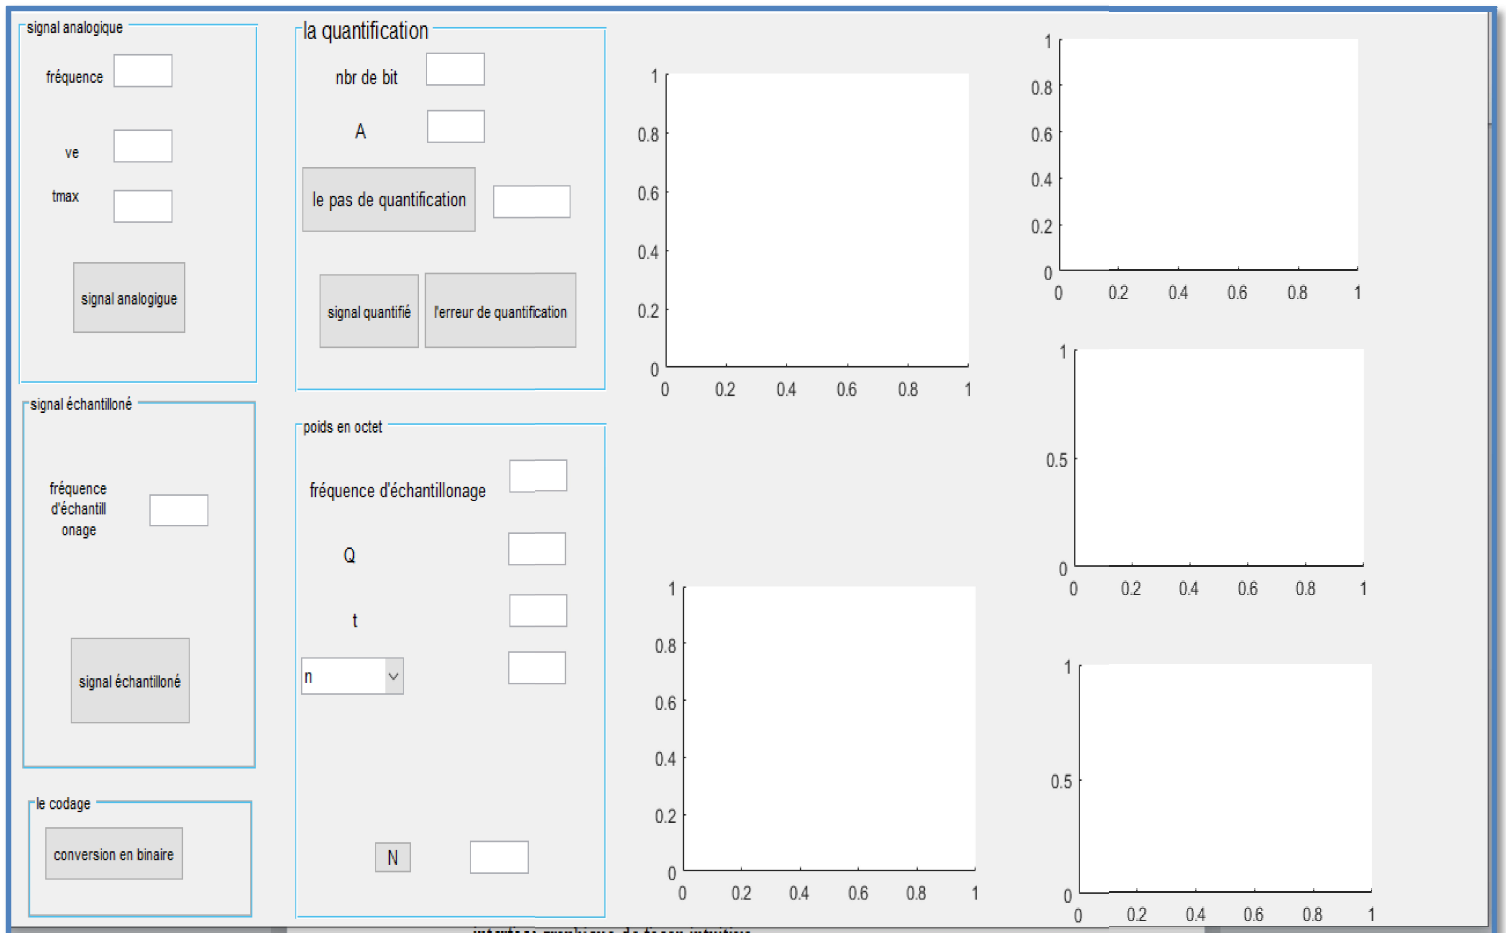 signal analogique
fréquence
ve
tmax
signal analogigue
signal échantilloné
fréquence
d'échantill
onage
signal échantilloné
le codage
conversion en binaire
la quantification
nbr de bit
A
le pas de quantification
signal quantifié
l'erreur de quantification
poids en octet
fréquence d'échantillonage
Q
t
n
N
1
0.8
0.6
0.4
0.2
0
0 0.2 0.4 0.6 0.8 1
1
0.8
0.6
0.4
0.2
0
0 0.2 0.4 0.6 0.8 1
1
0.8
0.6
0.4
0.2
0
0 0.2 0.4 0.6 0.8 1
1
0.5
0
0 0.2 0.4 0.6 0.8 1
1
0.5
0
0 0.2 0.4 0.6 0.8 1